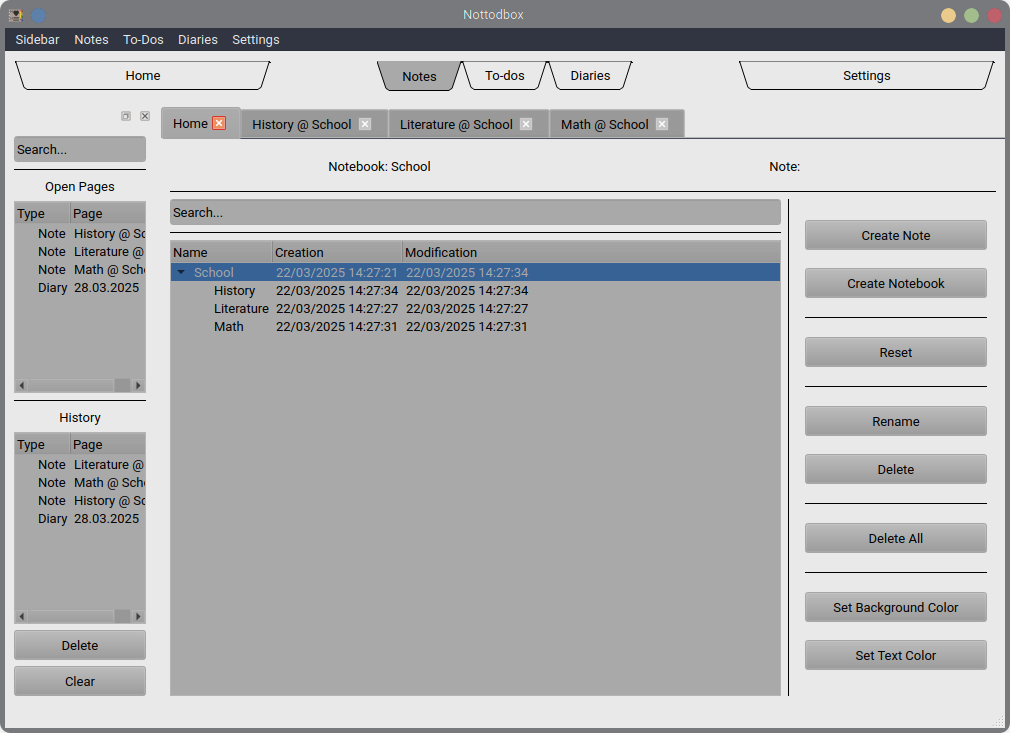 Nottodbox
Sidebar Notes To-Dos Diaries Settings
Home Notes To-dos Diaries Settings
Home History @ School Literature @ School Math @ School
Search...
Open Pages
Type Page
Note History @ Sc
Note Literature @
Note Math @ Scho
Diary 28.03.2025
History
Type Page
Note Literature @
Note Math @ Scho
Note History @ Sc
Diary 28.03.2025
Delete
Clear
Notebook: School Note:
Search...
Name Creation Modification
School 22/03/2025 14:27:21 22/03/2025 14:27:34
History 22/03/2025 14:27:34 22/03/2025 14:27:34
Literature 22/03/2025 14:27:27 22/03/2025 14:27:27
Math 22/03/2025 14:27:31 22/03/2025 14:27:31
Create Note
Create Notebook
Reset
Rename
Delete
Delete All
Set Background Color
Set Text Color